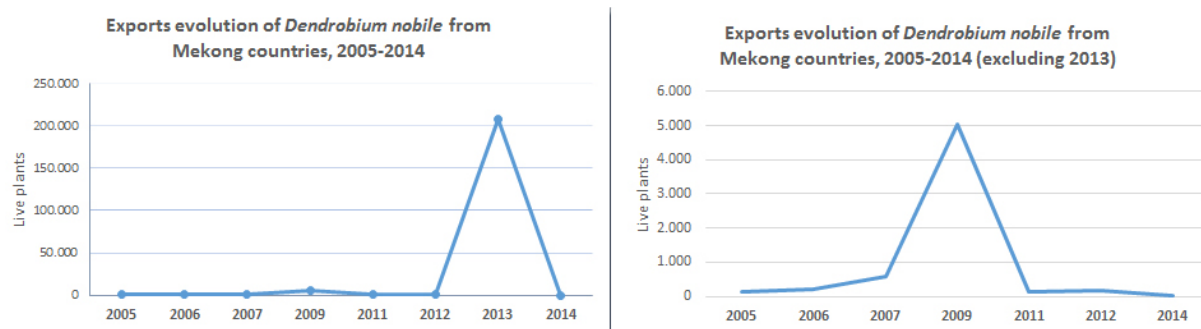 Exports evolution of Dendrobium nobile from
Mekong countries, 2005-2014
250.000
200.000
150.000
100.000
50.000
0
Live plants
2005 2006 2007 2009 2011 2012 2013 2014
Exports evolution of Dendrobium nobile from
Mekong countries, 2005-2014 (excluding 2013)
6.000
5.000
4.000
3.000
2.000
1.000
0
Live plants
2005 2006 2007 2009 2011 2012 2014